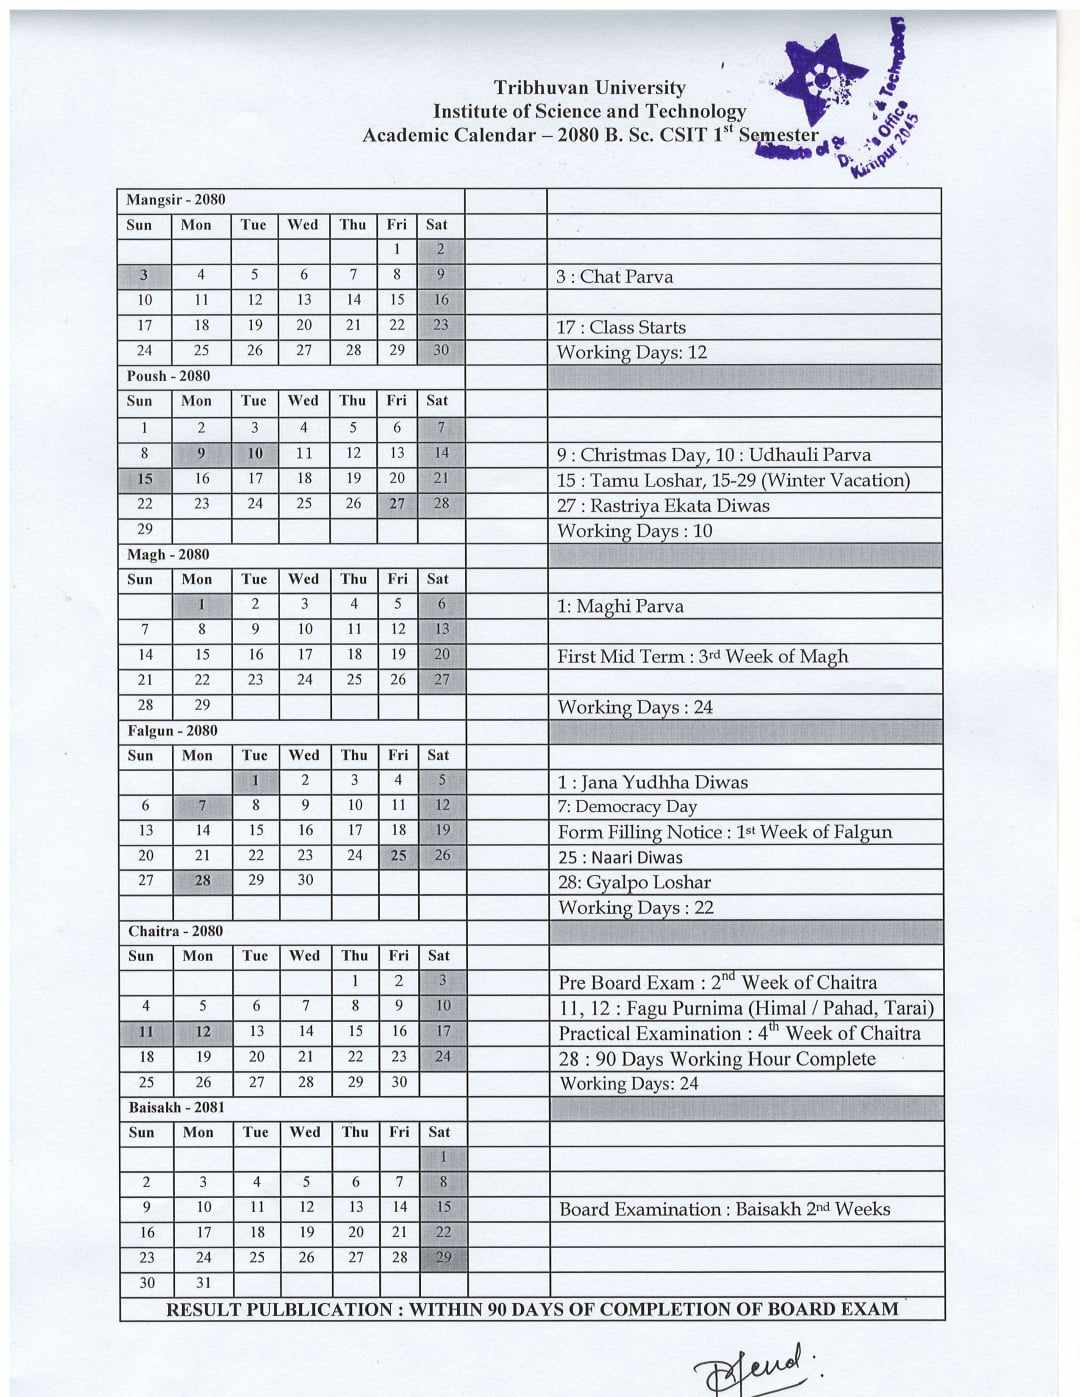 Tribhuvan University
Institute of Science and Technology
Academic Calendar – 2080 B. Sc. CSIT 1st Semester
Institute of & Technology
Dean's Office
Kirtipur 2045
Mangsir - 2080
Sun Mon Tue Wed Thu Fri Sat
1 2
3 4 5 6 7 8 9 3 : Chat Parva
10 11 12 13 14 15 16
17 18 19 20 21 22 23 17 : Class Starts
24 25 26 27 28 29 30 Working Days: 12
Poush - 2080
Sun Mon Tue Wed Thu Fri Sat
1 2 3 4 5 6 7
8 9 10 11 12 13 14 9 : Christmas Day, 10 : Udhauli Parva
15 16 17 18 19 20 21 15 : Tamu Loshar, 15-29 (Winter Vacation)
22 23 24 25 26 27 28 27 : Rastriya Ekata Diwas
29 Working Days : 10
Magh - 2080
Sun Mon Tue Wed Thu Fri Sat
1 2 3 4 5 6 1: Maghi Parva
7 8 9 10 11 12 13
14 15 16 17 18 19 20 First Mid Term : 3rd Week of Magh
21 22 23 24 25 26 27
28 29 Working Days : 24
Falgun - 2080
Sun Mon Tue Wed Thu Fri Sat
1 2 3 4 5 1 : Jana Yudhha Diwas
6 7 8 9 10 11 12 7: Democracy Day
13 14 15 16 17 18 19 Form Filling Notice : 1st Week of Falgun
20 21 22 23 24 25 26 25 : Naari Diwas
27 28 29 30 28: Gyalpo Loshar
Working Days : 22
Chaitra - 2080
Sun Mon Tue Wed Thu Fri Sat
1 2 3 Pre Board Exam : 2nd Week of Chaitra
4 5 6 7 8 9 10 11, 12 : Fagu Purnima (Himal / Pahad, Tarai)
11 12 13 14 15 16 17 Practical Examination : 4th Week of Chaitra
18 19 20 21 22 23 24 28 : 90 Days Working Hour Complete
25 26 27 28 29 30 Working Days: 24
Baisakh - 2081
Sun Mon Tue Wed Thu Fri Sat
1
2 3 4 5 6 7 8
9 10 11 12 13 14 15 Board Examination : Baisakh 2nd Weeks
16 17 18 19 20 21 22
23 24 25 26 27 28 29
30 31
RESULT PULBLICATION : WITHIN 90 DAYS OF COMPLETION OF BOARD EXAM